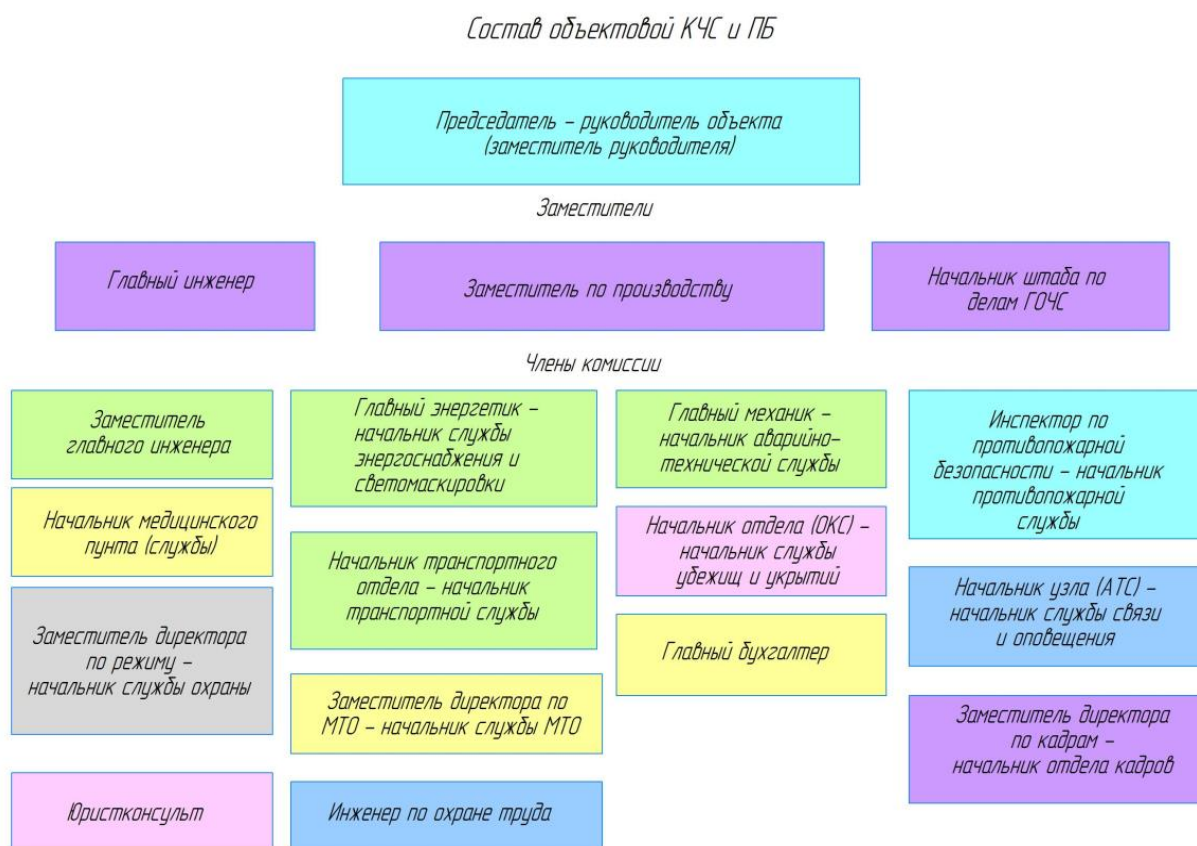 Состав объектовой КЧС и ПБ
Председатель – руководитель объекта
(заместитель руководителя)
Заместители
Главный инженер
Заместитель по производству
Начальник штаба по
делам ГОЧС
Члены комиссии
Заместитель
главного инженера
Начальник медицинского
пунта (службы)
Заместитель директора
по режиму –
начальник службы охраны
Юристконсульт
Главный энергетик –
начальник службы
энергоснабжения и
светомаскировки
Начальник транспортного
отдела – начальник
транспортной службы
Заместитель директора по
МТО – начальник службы МТО
Инженер по охране труда
Главный механик –
начальник аварийно-
технической службы
Начальник отдела (ОКС) –
начальник службы
убежищ и укрытий
Главный бухгалтер
Инспектор по
противопожарной
безопасности – начальник
противопожарной
службы
Начальник узла (АТС) –
начальник службы связи
и оповещения
Заместитель директора
по кадрам –
начальник отдела кадров